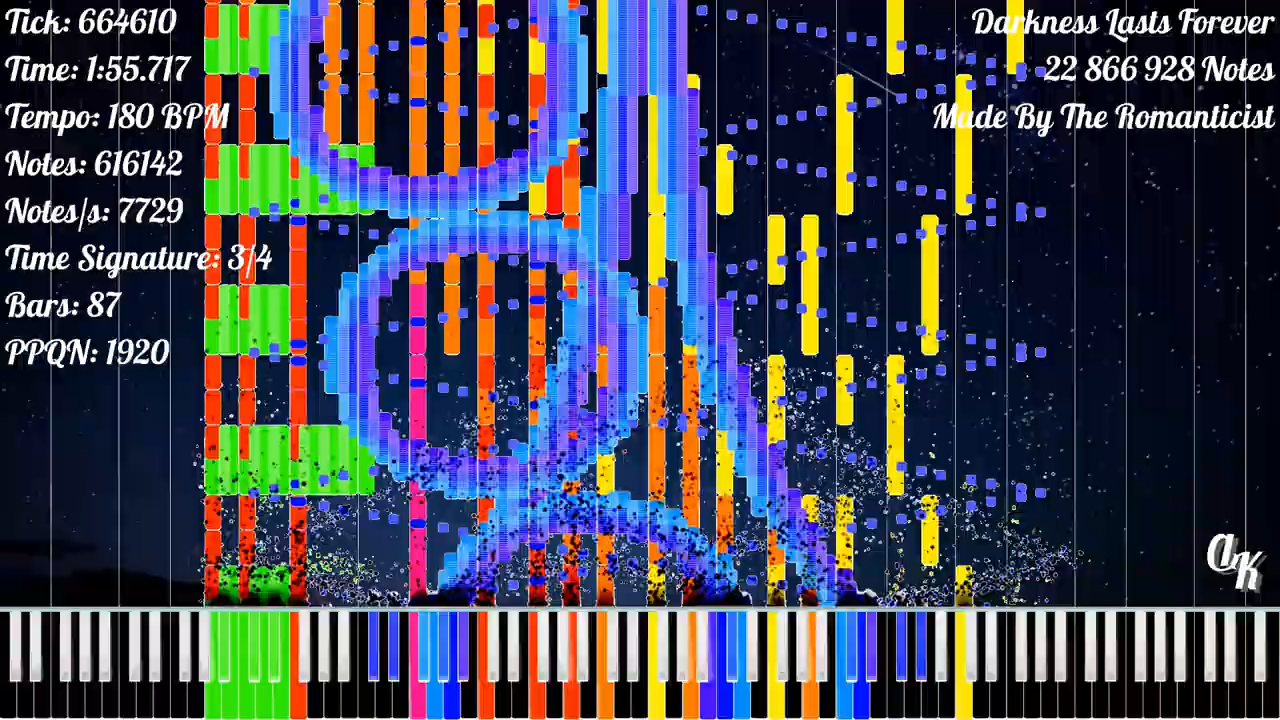 Tick: 664610
Time: 1:55.717
Tempo: 180 BPM
Notes: 616142
Notes/s: 7729
Time Signature: 3/4
Bars: 87
PPQN: 1920
Darkness Lasts Forever
22 866 928 Notes
Made By The Romanticist
AK